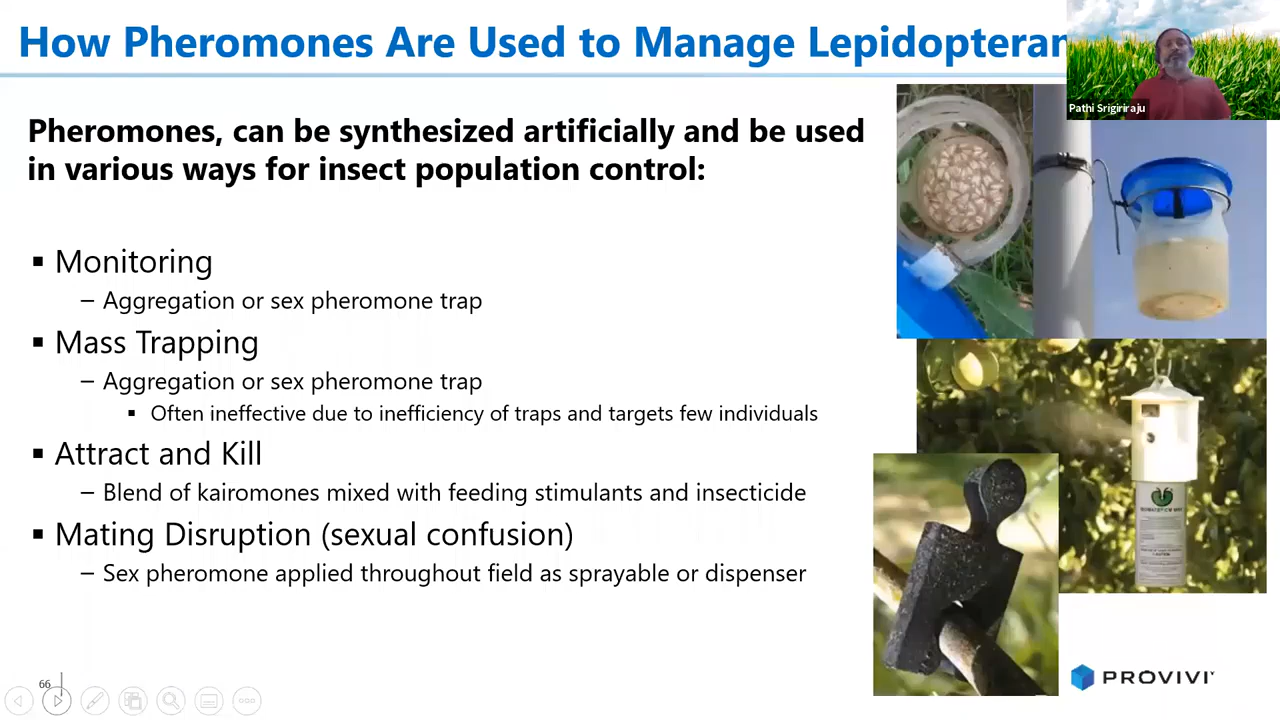 How Pheromones Are Used to Manage Lepidopteran
Pathi Srigiriraju
Pheromones, can be synthesized artificially and be used
in various ways for insect population control:
▪ Monitoring
– Aggregation or sex pheromone trap
▪ Mass Trapping
– Aggregation or sex pheromone trap
▪ Often ineffective due to inefficiency of traps and targets few individuals
▪ Attract and Kill
– Blend of kairomones mixed with feeding stimulants and insecticide
▪ Mating Disruption (sexual confusion)
– Sex pheromone applied throughout field as sprayable or dispenser
66
PROVIVI